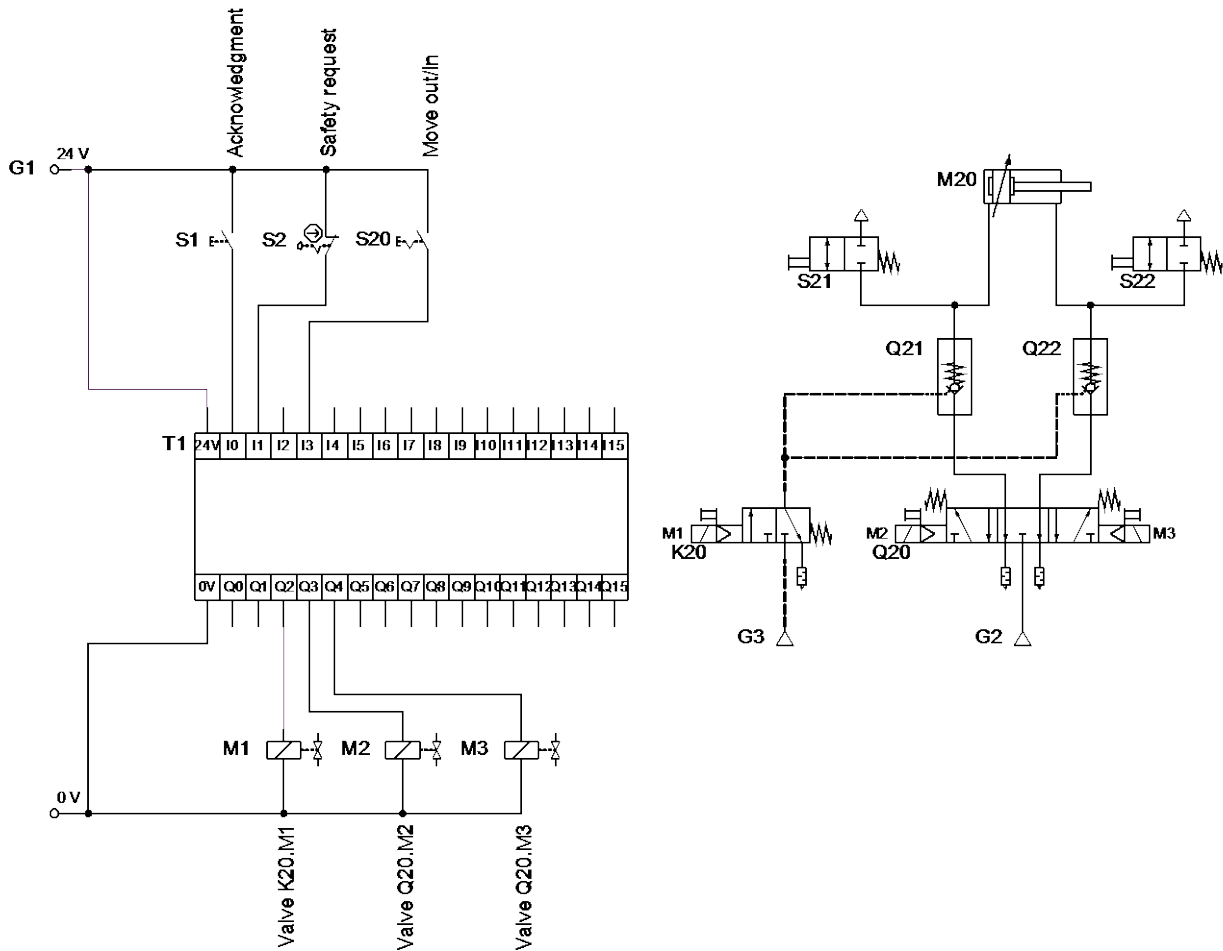 Acknowledgment
Safety request
Move out/In
24 V
G1
S1
S2
S20
T1
24V I0 I1 I2 I3 I4 I5 I6 I7 I8 I9 I10 I11 I12 I13 I14 I15
0V Q0 Q1 Q2 Q3 Q4 Q5 Q6 Q7 Q8 Q9 Q10 Q11 Q12 Q13 Q14 Q15
M1
M2
M3
0 V
Valve K20.M1
Valve Q20.M2
Valve Q20.M3
M20
S21
S22
Q21
Q22
M1
K20
M2
Q20
M3
G3
G2